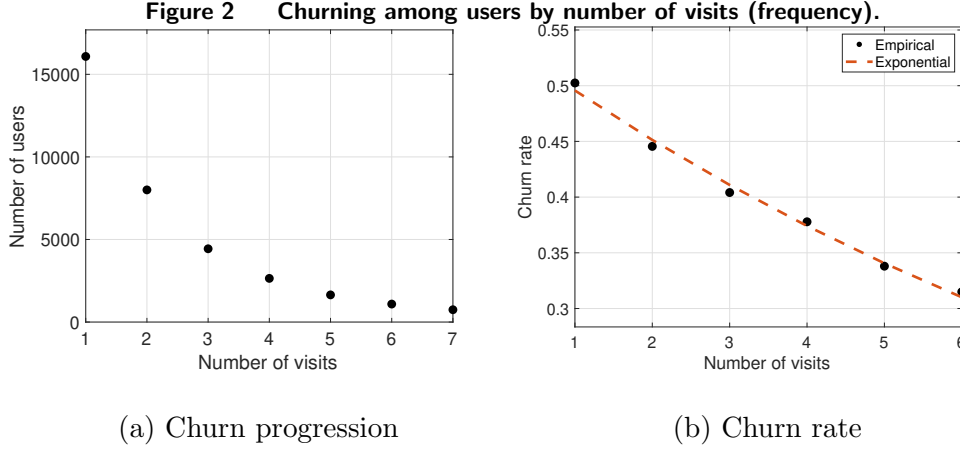 Figure 2 Churning among users by number of visits (frequency).
Number of users
15000
10000
5000
0
1 2 3 4 5 6 7
Number of visits
(a) Churn progression
Churn rate
0.55
0.5
0.45
0.4
0.35
0.3
Empirical
Exponential
1 2 3 4 5 6
Number of visits
(b) Churn rate